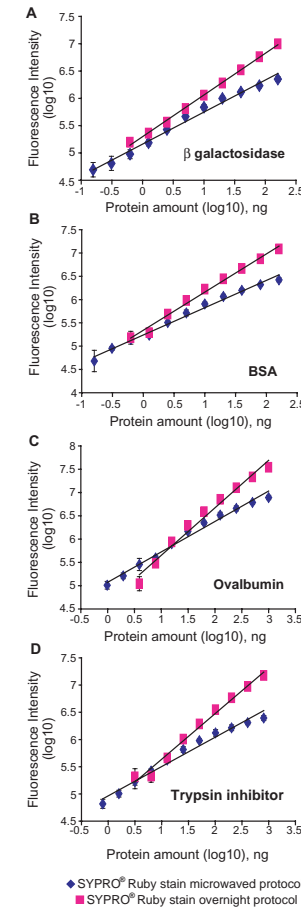 A
Fluorescence Intensity
(log10)
7.5
7
6.5
6
5.5
5
4.5
β galactosidase
-1 -0.5 0 0.5 1 1.5 2 2.5
Protein amount (log10), ng
B
Fluorescence Intensity
(log10)
7.5
7
6.5
6
5.5
5
4.5
4
BSA
-1 -0.5 0 0.5 1 1.5 2 2.5
Protein amount (log10), ng
C
Fluorescence Intensity
(log10)
8
7.5
7
6.5
6
5.5
5
4.5
Ovalbumin
-0.5 0 0.5 1 1.5 2 2.5 3 3.5
Protein amount (log10), ng
D
Fluorescence Intensity
(log10)
7.5
7
6.5
6
5.5
5
4.5
Trypsin inhibitor
-0.5 0 0.5 1 1.5 2 2.5 3 3.5
Protein amount (log10), ng
SYPRO® Ruby stain microwaved protoco
SYPRO® Ruby stain overnight protocol